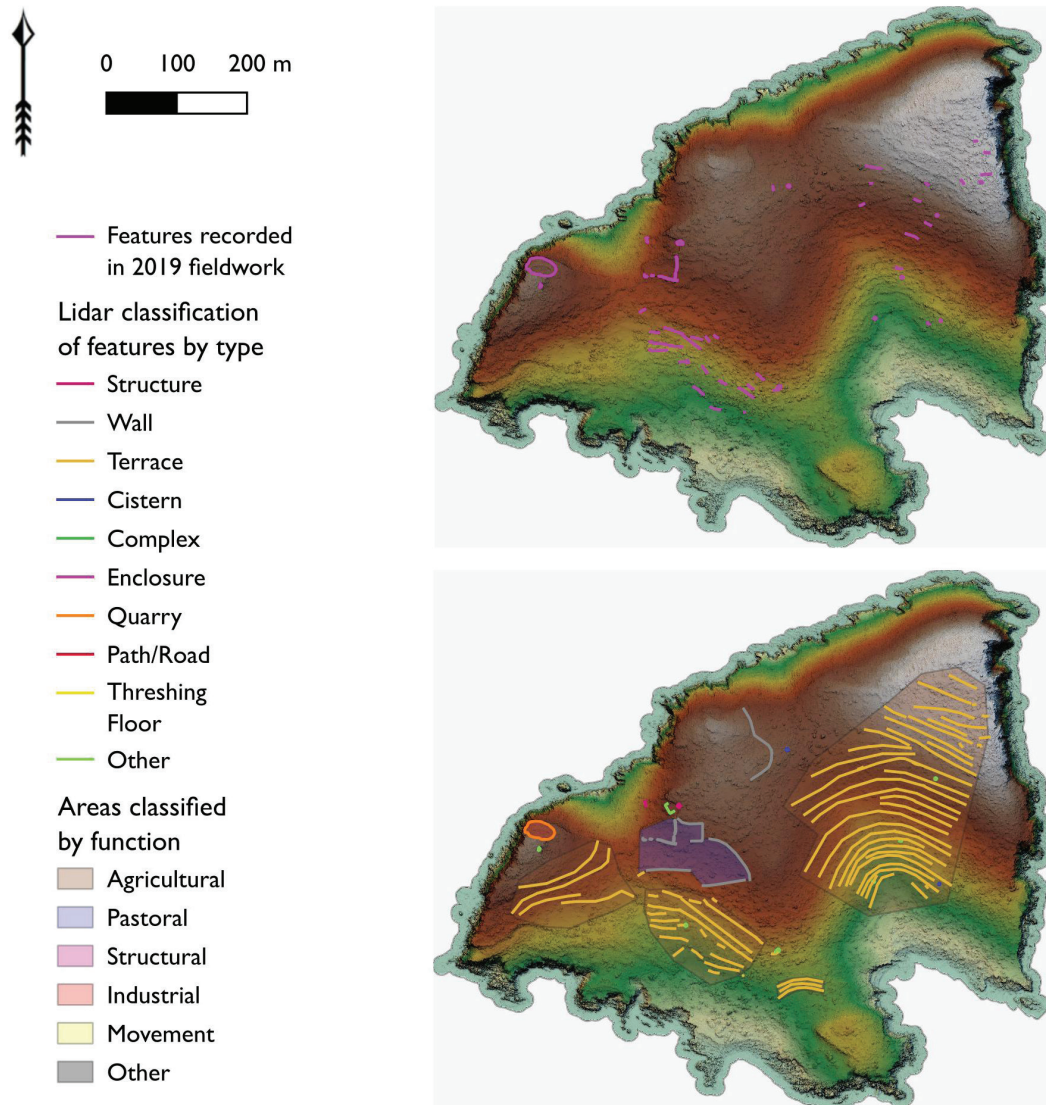 0 100 200 m
Features recorded
in 2019 fieldwork
Lidar classification
of features by type
Structure
Wall
Terrace
Cistern
Complex
Enclosure
Quarry
Path/Road
Threshing
Floor
Other
Areas classified
by function
Agricultural
Pastoral
Structural
Industrial
Movement
Other